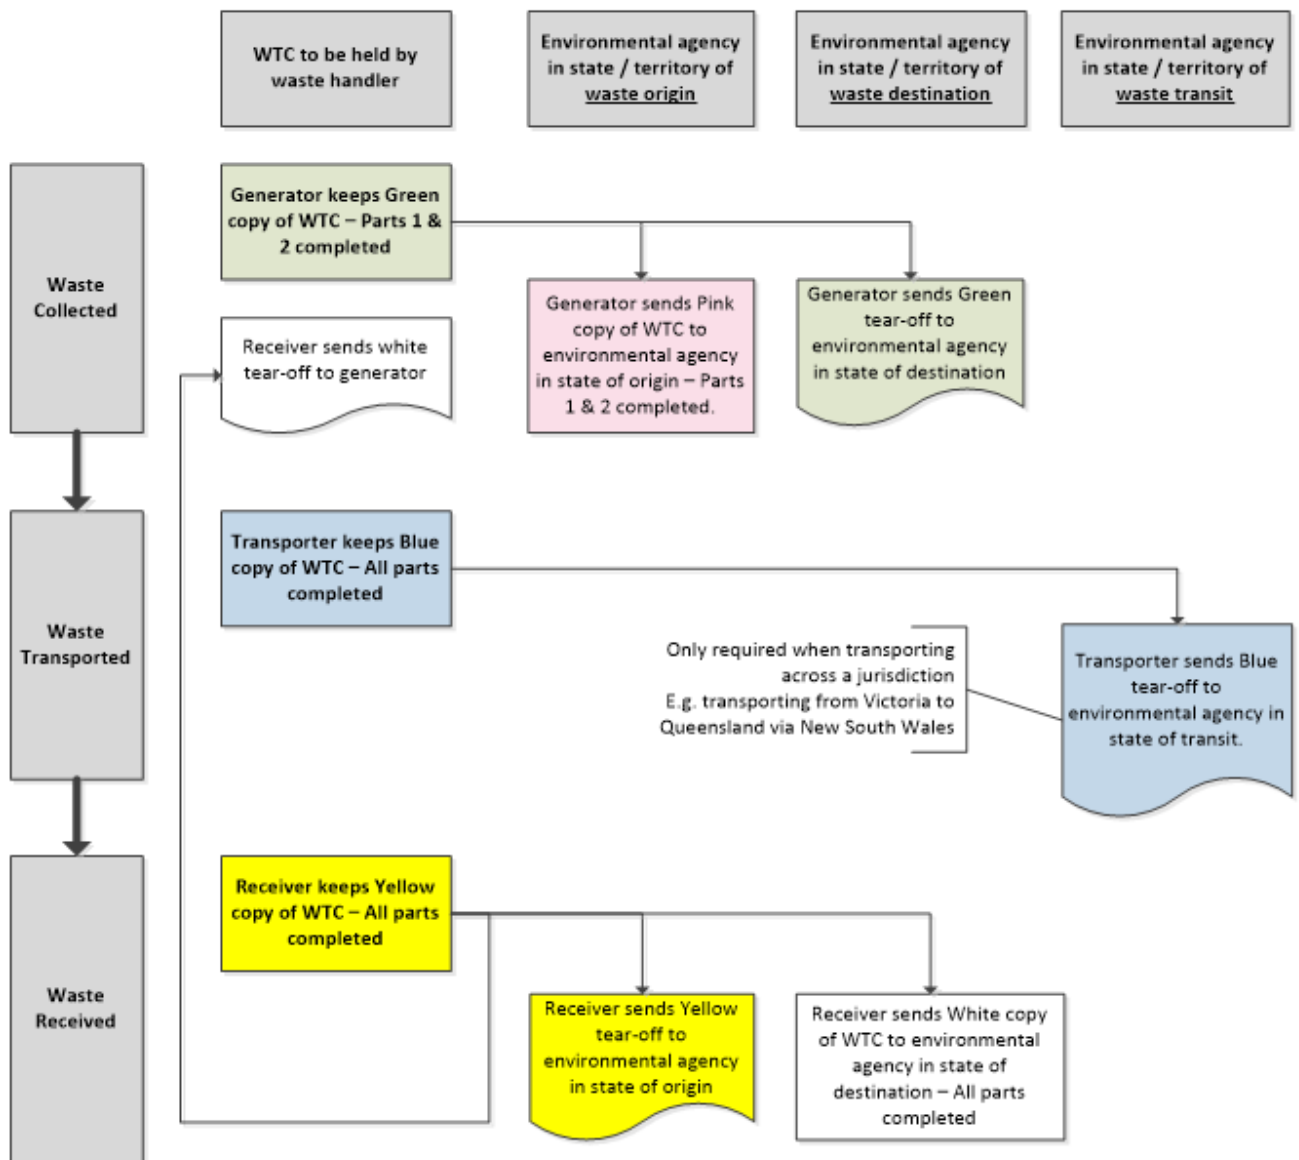 WTC to be held by
waste handler
Environmental agency
in state / territory of
waste origin
Environmental agency
in state / territory of
waste destination
Environmental agency
in state / territory of
waste transit
Waste
Collected
Generator keeps Green
copy of WTC – Parts 1 &
2 completed
Generator sends Pink
copy of WTC to
environmental agency
in state of origin – Parts
1 & 2 completed.
Generator sends Green
tear-off to
environmental agency
in state of destination
Receiver sends white
tear-off to generator
Waste
Transported
Transporter keeps Blue
copy of WTC – All parts
completed
Only required when transporting
across a jurisdiction
E.g. transporting from Victoria to
Queensland via New South Wales
Transporter sends Blue
tear-off to
environmental agency in
state of transit.
Waste
Received
Receiver keeps Yellow
copy of WTC – All parts
completed
Receiver sends Yellow
tear-off to
environmental agency
in state of origin
Receiver sends White copy
of WTC to environmental
agency in state of
destination – All parts
completed